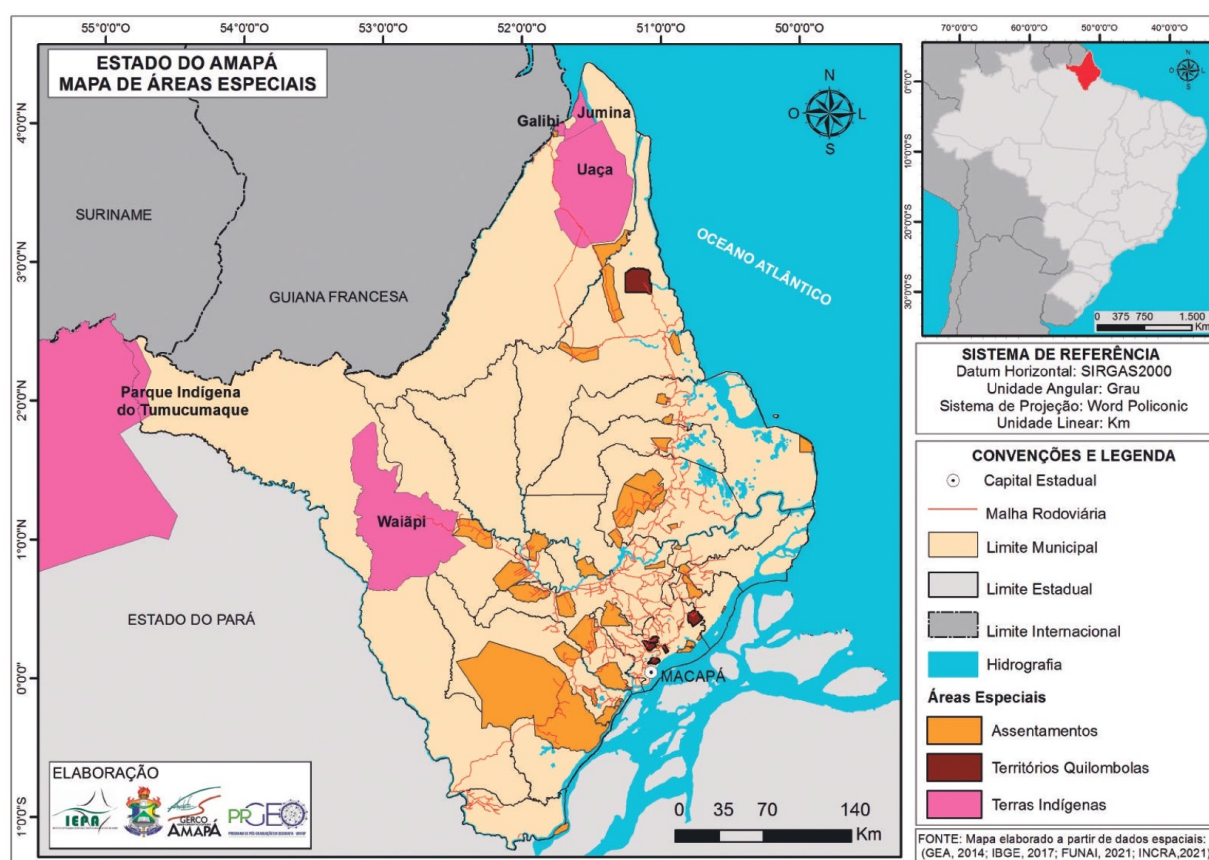 ESTADO DO AMAPÁ
MAPA DE ÁREAS ESPECIAIS
55°0'0"
54°0'0"
53°0'0"
52°0'0"
51°0'0"
50°0'0"
4°0'0"N
3°0'0"N
2°0'0"N
1°0'0"N
0°0'0"
1°0'0"S
N
O
L
S
Galibi
Jumina
Uaça
SURINAME
GUIANA FRANCESA
OCEANO ATLÂNTICO
Parque Indígena
do Tumucumaque
Waiãpi
ESTADO DO PARÁ
MACAPÁ
ELABORAÇÃO
IEPA
GERCO
AMAPÁ
PRGEO
0 35 70 140
Km
70°0'0"W
60°0'0"W
50°0'0"W
40°0'0"W
0°0'0"
10°0'0"S
20°0'0"S
30°0'0"S
N
O
L
S
0 375 750 1.500
Km
SISTEMA DE REFERÊNCIA
Datum Horizontal: SIRGAS2000
Unidade Angular: Grau
Sistema de Projeção: Word Policonic
Unidade Linear: Km
CONVENÇÕES E LEGENDA
Capital Estadual
Malha Rodoviária
Limite Municipal
Limite Estadual
Limite Internacional
Hidrografia
Áreas Especiais
Assentamentos
Territórios Quilombolas
Terras Indígenas
FONTE: Mapa elaborado a partir de dados espaciais:
(GEA, 2014; IBGE, 2017; FUNAI, 2021; INCRA,2021)